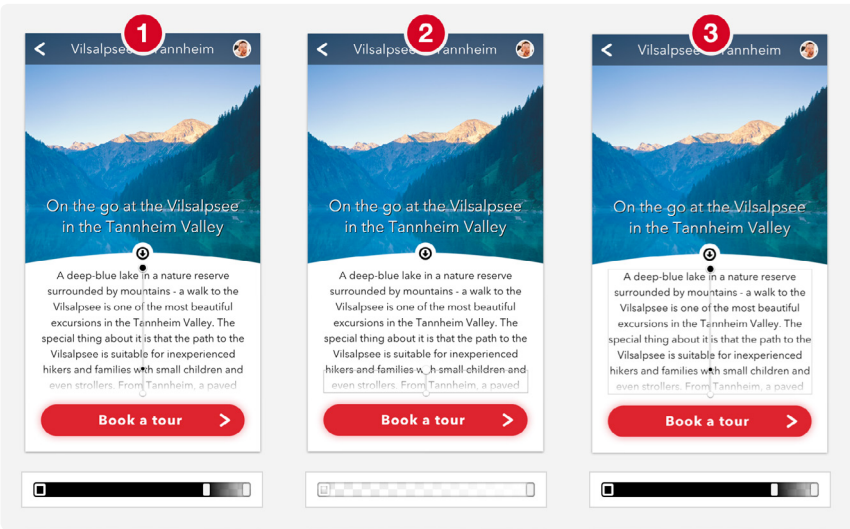 1
Vilsalpsee Tannheim
On the go at the Vilsalpsee
in the Tannheim Valley
A deep-blue lake in a nature reserve
surrounded by mountains - a walk to the
Vilsalpsee is one of the most beautiful
excursions in the Tannheim Valley. The
special thing about it is that the path to the
Vilsalpsee is suitable for inexperienced
hikers and families with small children and
even strollers. From Tannheim, a paved
Book a tour
2
Vilsalpsee Tannheim
On the go at the Vilsalpsee
in the Tannheim Valley
A deep-blue lake in a nature reserve
surrounded by mountains - a walk to the
Vilsalpsee is one of the most beautiful
excursions in the Tannheim Valley. The
special thing about it is that the path to the
Vilsalpsee is suitable for inexperienced
hikers and families with small children and
even strollers. From Tannheim, a paved
Book a tour
3
Vilsalpsee Tannheim
On the go at the Vilsalpsee
in the Tannheim Valley
A deep-blue lake in a nature reserve
surrounded by mountains - a walk to the
Vilsalpsee is one of the most beautiful
excursions in the Tannheim Valley. The
special thing about it is that the path to the
Vilsalpsee is suitable for inexperienced
hikers and families with small children and
even strollers. From Tannheim, a paved
Book a tour